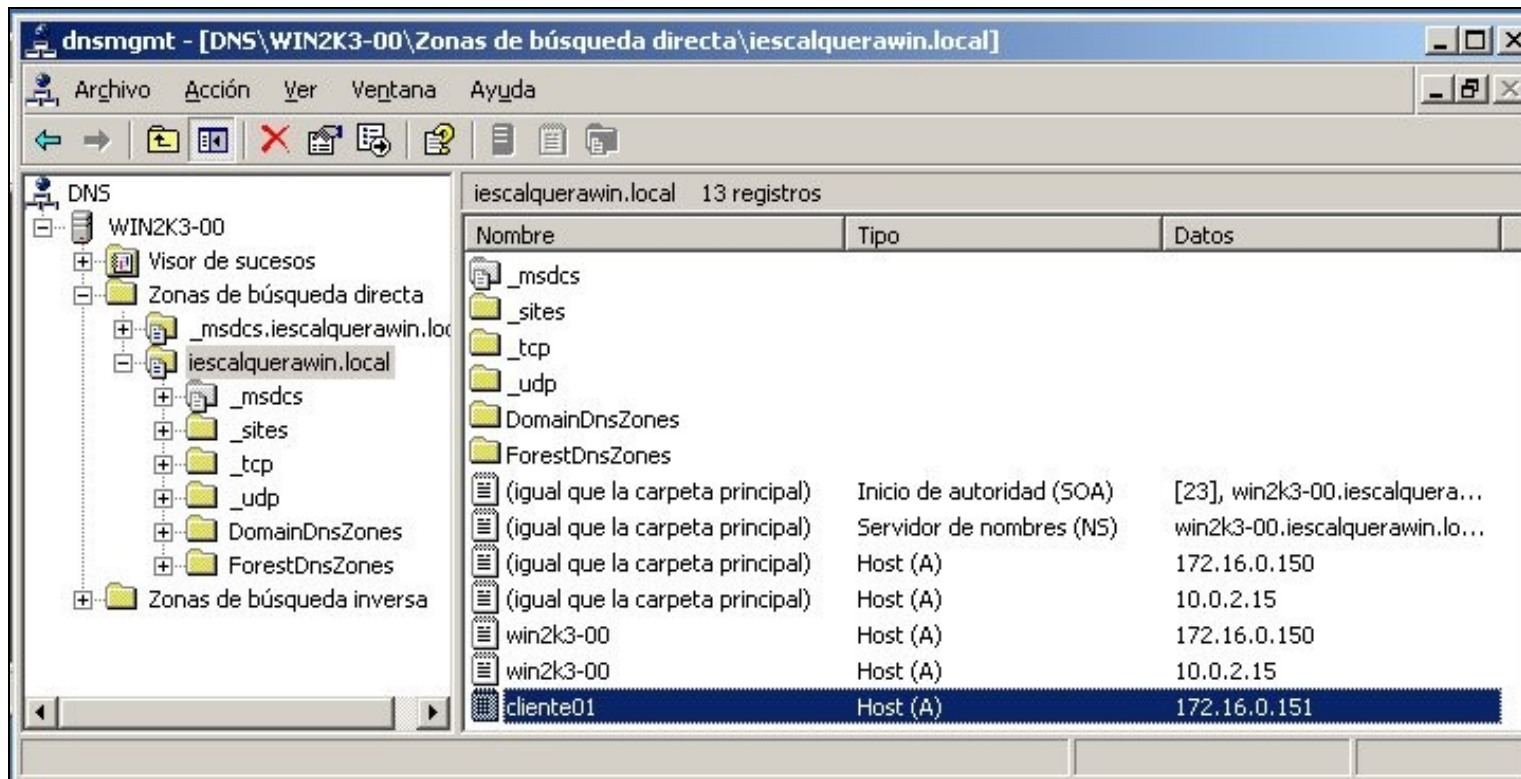 dnsmgmt - [DNS\WIN2K3-00\Zonas de búsqueda directa\iescalquerawin.local]
Archivo Acción Ver Ventana Ayuda
DNS
WIN2K3-00
Visor de sucesos
Zonas de búsqueda directa
_msdcs.iescalquerawin.loc
iescalquerawin.local
_msdcs
_sites
_tcp
_udp
DomainDnsZones
ForestDnsZones
Zonas de búsqueda inversa
iescalquerawin.local 13 registros
Nombre Tipo Datos
_msdcs
_sites
_tcp
_udp
DomainDnsZones
ForestDnsZones
(igual que la carpeta principal) Inicio de autoridad (SOA) [23], win2k3-00.iescalquera...
(igual que la carpeta principal) Servidor de nombres (NS) win2k3-00.iescalquerawin.lo...
(igual que la carpeta principal) Host (A) 172.16.0.150
(igual que la carpeta principal) Host (A) 10.0.2.15
win2k3-00 Host (A) 172.16.0.150
win2k3-00 Host (A) 10.0.2.15
cliente01 Host (A) 172.16.0.151